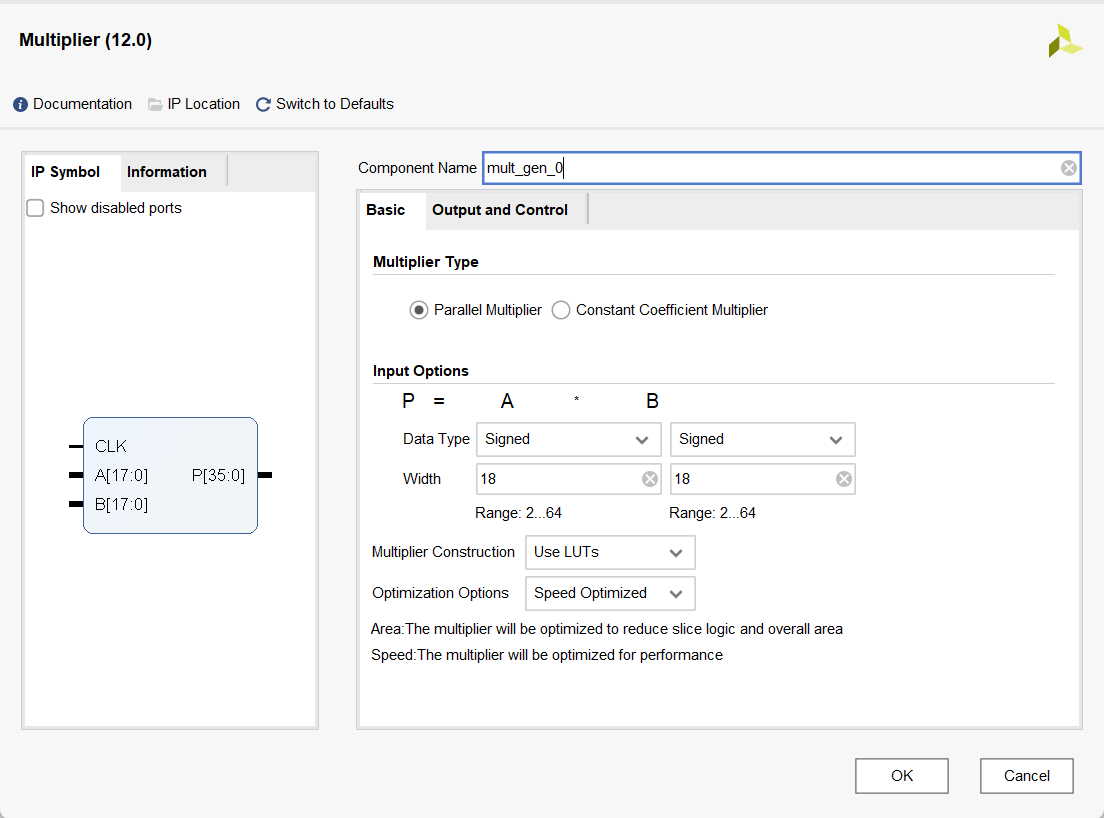 Multiplier (12.0)
Documentation IP Location Switch to Defaults
IP Symbol Information
Show disabled ports
CLK
A[17:0] P[35:0]
B[17:0]
Component Name mult_gen_0
Basic Output and Control
Multiplier Type
Parallel Multiplier Constant Coefficient Multiplier
Input Options
P = A * B
Data Type Signed Signed
Width 18 18
Range: 2...64 Range: 2...64
Multiplier Construction Use LUTs
Optimization Options Speed Optimized
Area:The multiplier will be optimized to reduce slice logic and overall area
Speed:The multiplier will be optimized for performance
OK Cancel